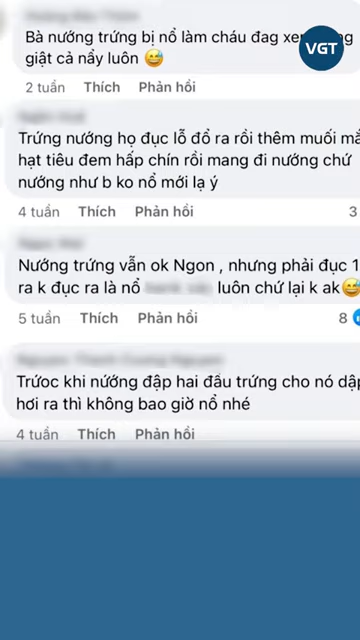 VGT
Bà nướng trứng bị nổ làm cháu đag
giật cả nẩy luôn 😅
2 tuần Thích Phản hồi
Trứng nướng họ đục lỗ đổ ra rồi thêm muối mắ
hạt tiêu đem hấp chín rồi mang đi nướng chứ
nướng như b ko nổ mới lạ ý
4 tuần Thích Phản hồi 3
Nướng trứng vẫn ok Ngon , nhưng phải đục 1
ra k đục ra là nổ luôn chứ lại k ak😅
5 tuần Thích Phản hồi 8
Trưoc khi nướng đập hai đâu trứng cho nó dập
hơi ra thì không bao giờ nổ nhé
4 tuần Thích Phản hồi